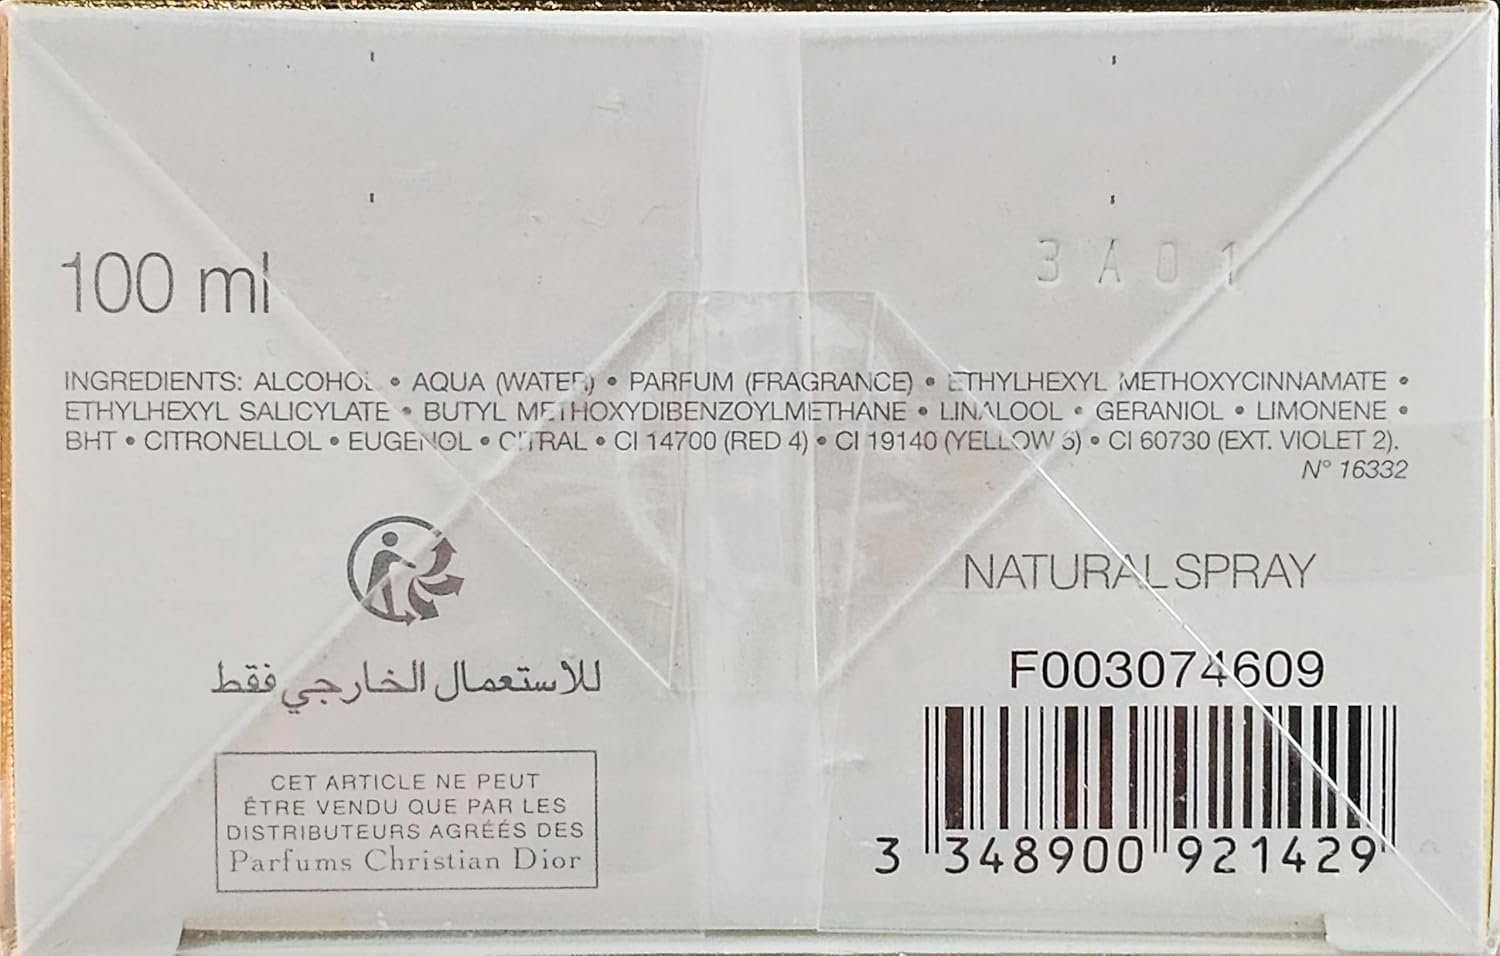 3A01
100 ml
INGREDIENTS: ALCOHOL • AQUA (WATER) • PARFUM (FRAGRANCE) • ETHYLHEXYL METHOXYCINNAMATE •
ETHYLHEXYL SALICYLATE • BUTYL METHOXYDIBENZOYLMETHANE • LINALOOL • GERANIOL • LIMONENE •
BHT • CITRONELLOL • EUGENOL • CITRAL • CI 14700 (RED 4) • CI 19140 (YELLOW 5) • CI 60730 (EXT. VIOLET 2).
N° 16332
NATURAL SPRAY
للاستعمال الخارجي فقط
F003074609
CET ARTICLE NE PEUT
ÊTRE VENDU QUE PAR LES
DISTRIBUTEURS AGRÉÉS DES
Parfums Christian Dior
3 348900 921429